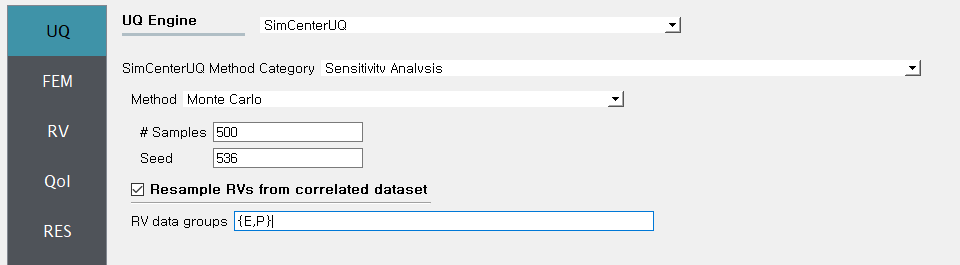 UQ
FEM
RV
QoI
RES
UQ Engine SimCenterUQ
SimCenterUQ Method Category Sensitivity Analysis
Method Monte Carlo
# Samples 500
Seed 536
Resample RVs from correlated dataset
RV data groups {E,P}